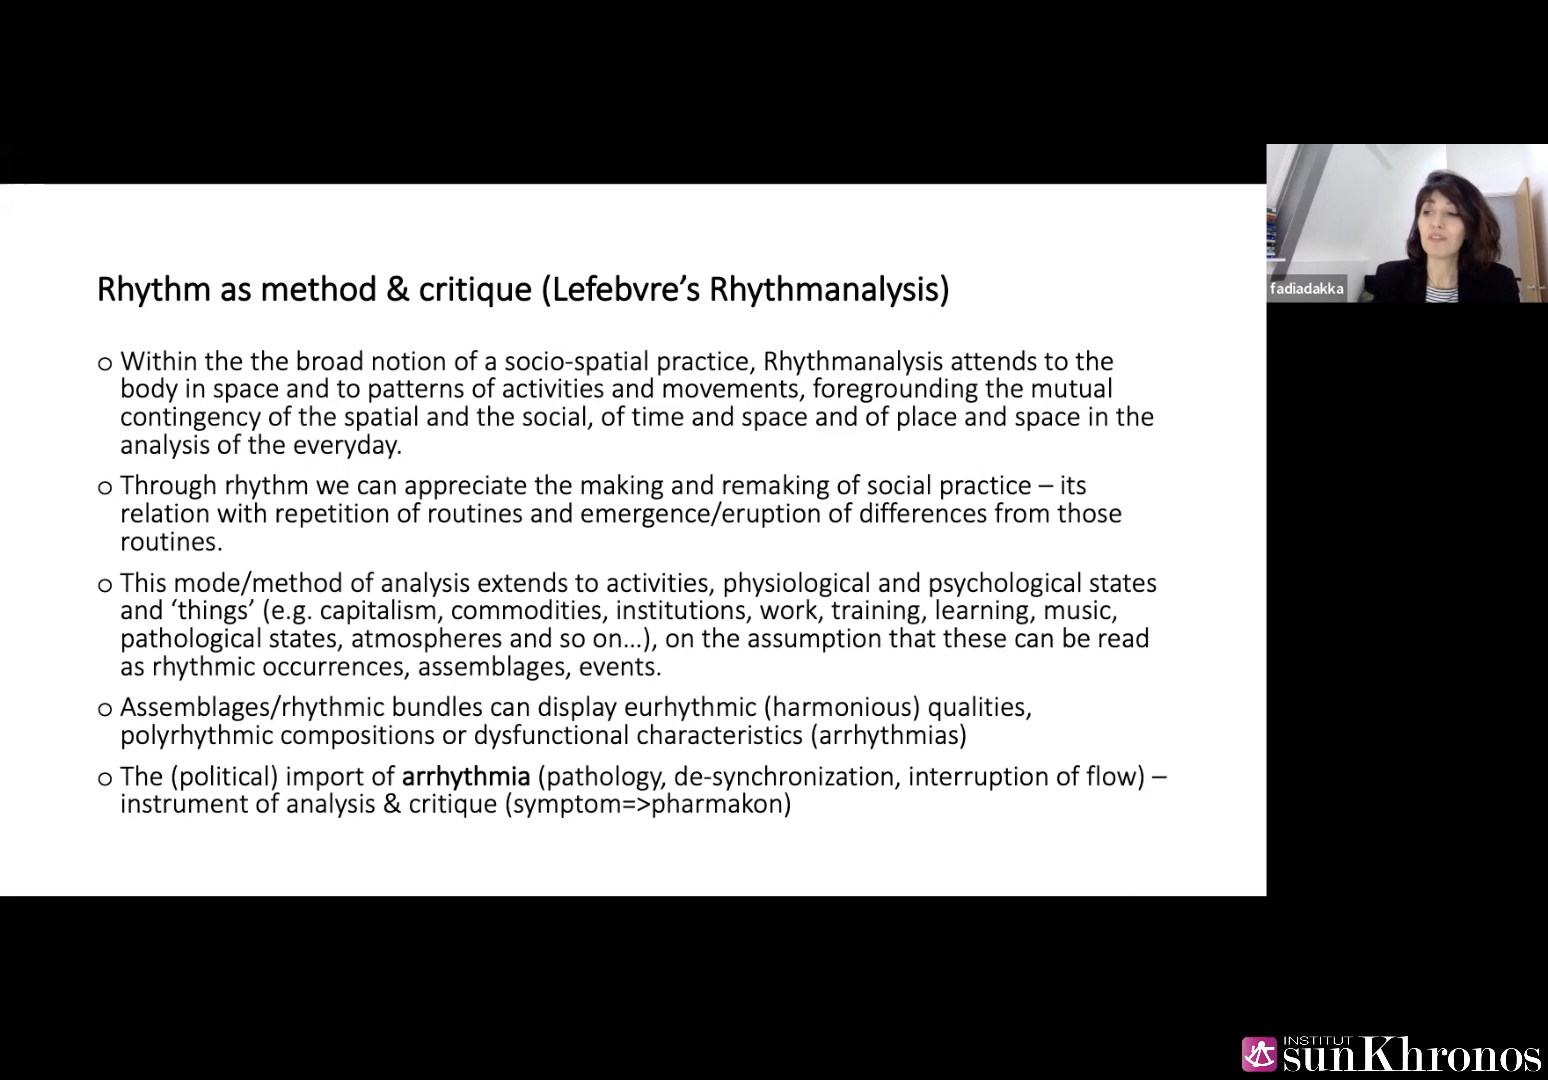 Rhythm as method & critique (Lefebvre's Rhythmanalysis)
o Within the the broad notion of a socio-spatial practice, Rhythmanalysis attends to the
body in space and to patterns of activities and movements, foregrounding the mutual
contingency of the spatial and the social, of time and space and of place and space in the
analysis of the everyday.
o Through rhythm we can appreciate the making and remaking of social practice – its
relation with repetition of routines and emergence/eruption of differences from those
routines.
o This mode/method of analysis extends to activities, physiological and psychological states
and ‘things’ (e.g. capitalism, commodities, institutions, work, training, learning, music,
pathological states, atmospheres and so on...), on the assumption that these can be read
as rhythmic occurrences, assemblages, events.
o Assemblages/rhythmic bundles can display eurhythmic (harmonious) qualities,
polyrhythmic compositions or dysfunctional characteristics (arrhythmias)
o The (political) import of arrhythmia (pathology, de-synchronization, interruption of flow) –
instrument of analysis & critique (symptom=>pharmakon)
fadiadakka
INSTITUT
sunKhronos